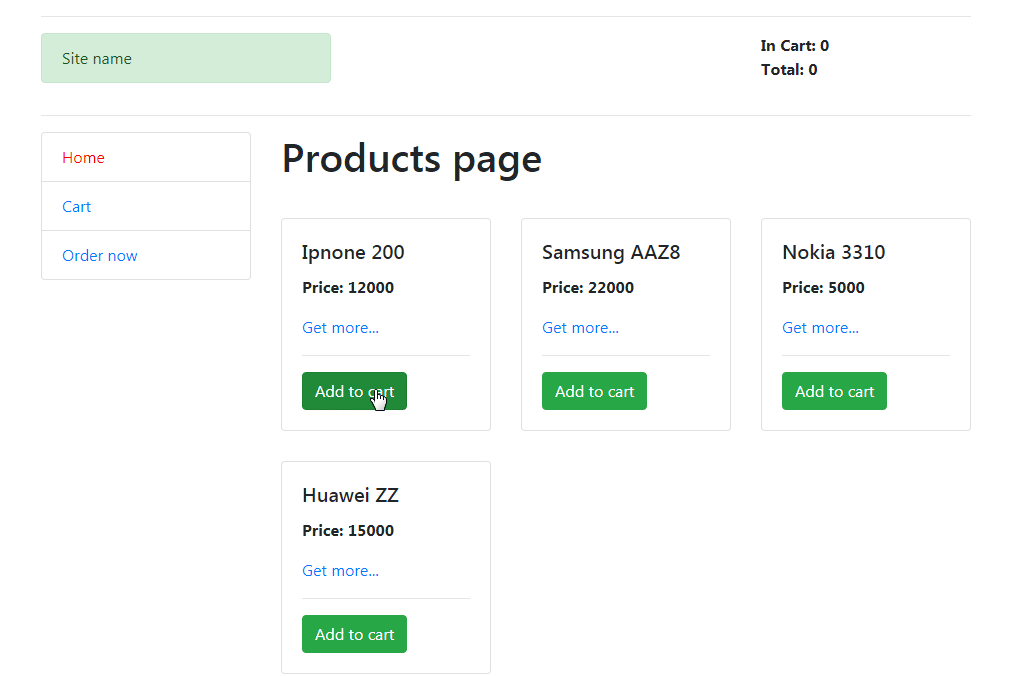 Site name
In Cart: 0
Total: 0
Home
Cart
Order now
Products page
Ipnone 200
Price: 12000
Get more...
Add to cart
Samsung AAZ8
Price: 22000
Get more...
Add to cart
Nokia 3310
Price: 5000
Get more...
Add to cart
Huawei ZZ
Price: 15000
Get more...
Add to cart